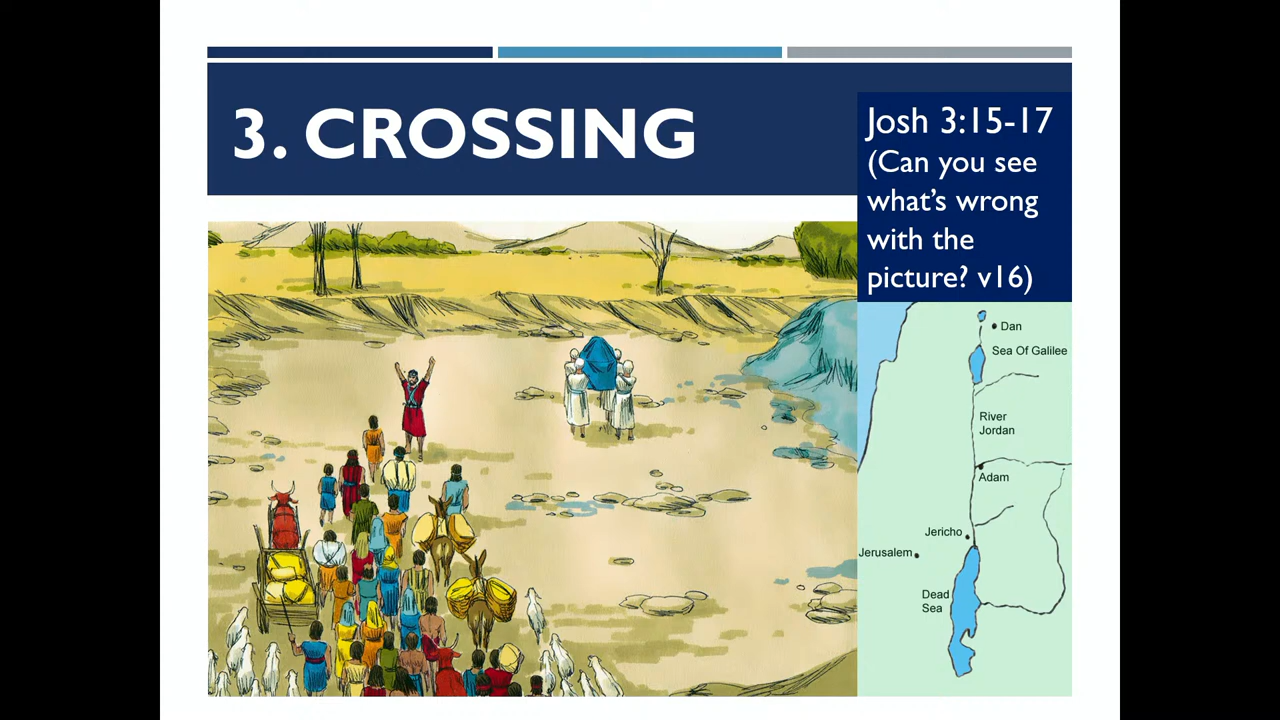 3. CROSSING
Josh 3:15-17
(Can you see
what's wrong
with the
picture? v16)
Dan
Sea Of Galilee
River
Jordan
Adam
Jericho
Jerusalem
Dead
Sea